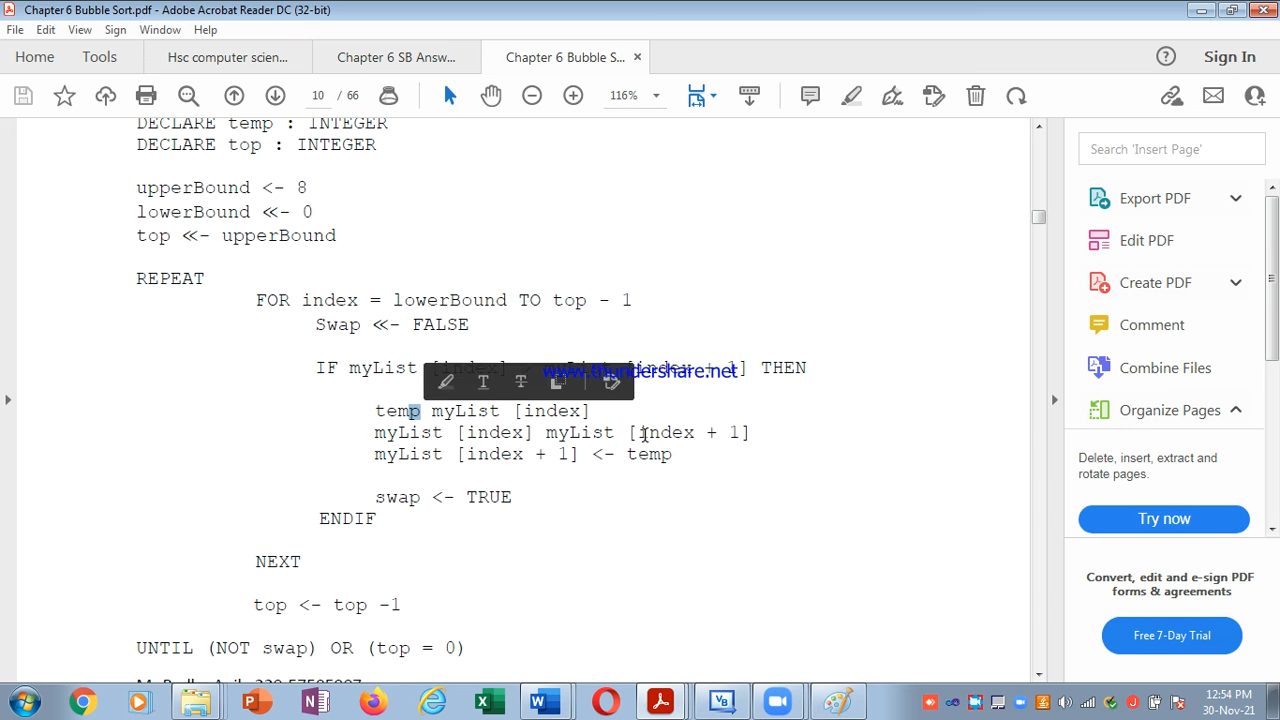 Chapter 6 Bubble Sort.pdf - Adobe Acrobat Reader DC (32-bit)
File Edit View Sign Window Help
Home Tools Hsc computer scien... Chapter 6 SB Answ... Chapter 6 Bubble S... × Sign In
10 / 66 116%
DECLARE temp : INTEGER
DECLARE top : INTEGER
upperBound <- 8
lowerBound <<- 0
top <<- upperBound
REPEAT
FOR index = lowerBound TO top - 1
Swap <<- FALSE
IF myList [index] myList [index + 1] THEN
www.thundershare.net
temp myList [index]
myList [index] myList [index + 1]
myList [index + 1] <- temp
swap <- TRUE
ENDIF
NEXT
top <- top -1
UNTIL (NOT swap) OR (top = 0)
Search 'Insert Page'
Export PDF
Edit PDF
Create PDF
Comment
Combine Files
Organize Pages
Delete, insert, extract and
rotate pages.
Try now
Convert, edit and e-sign PDF
forms & agreements
Free 7-Day Trial
12:54 PM
30-Nov-21